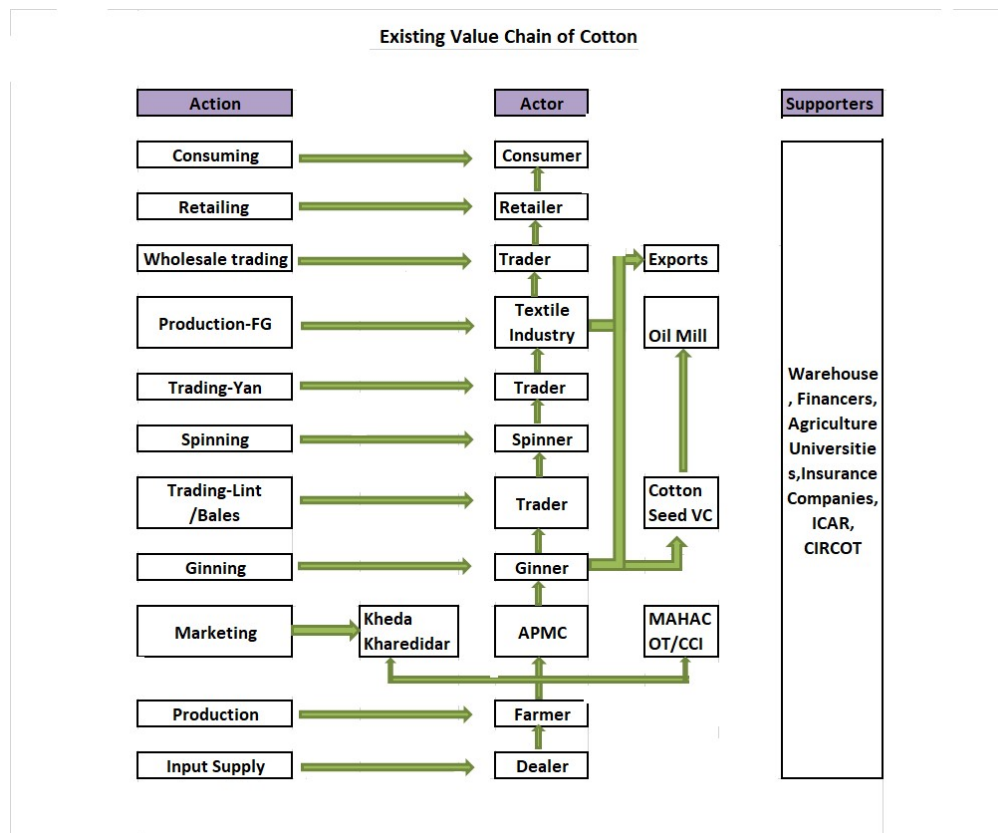 Existing Value Chain of Cotton
Action
Actor
Supporters
Consuming
Consumer
Retailing
Retailer
Wholesale trading
Trader
Exports
Production-FG
Textile
Industry
Oil Mill
Trading-Yan
Trader
Spinning
Spinner
Trading-Lint
/Bales
Trader
Cotton
Seed VC
Ginning
Ginner
Marketing
Kheda
Kharedidar
APMC
MAHAC
OT/CCI
Production
Farmer
Input Supply
Dealer
Warehouse
, Financers,
Agriculture
Universitie
s,Insurance
Companies,
ICAR,
CIRCOT